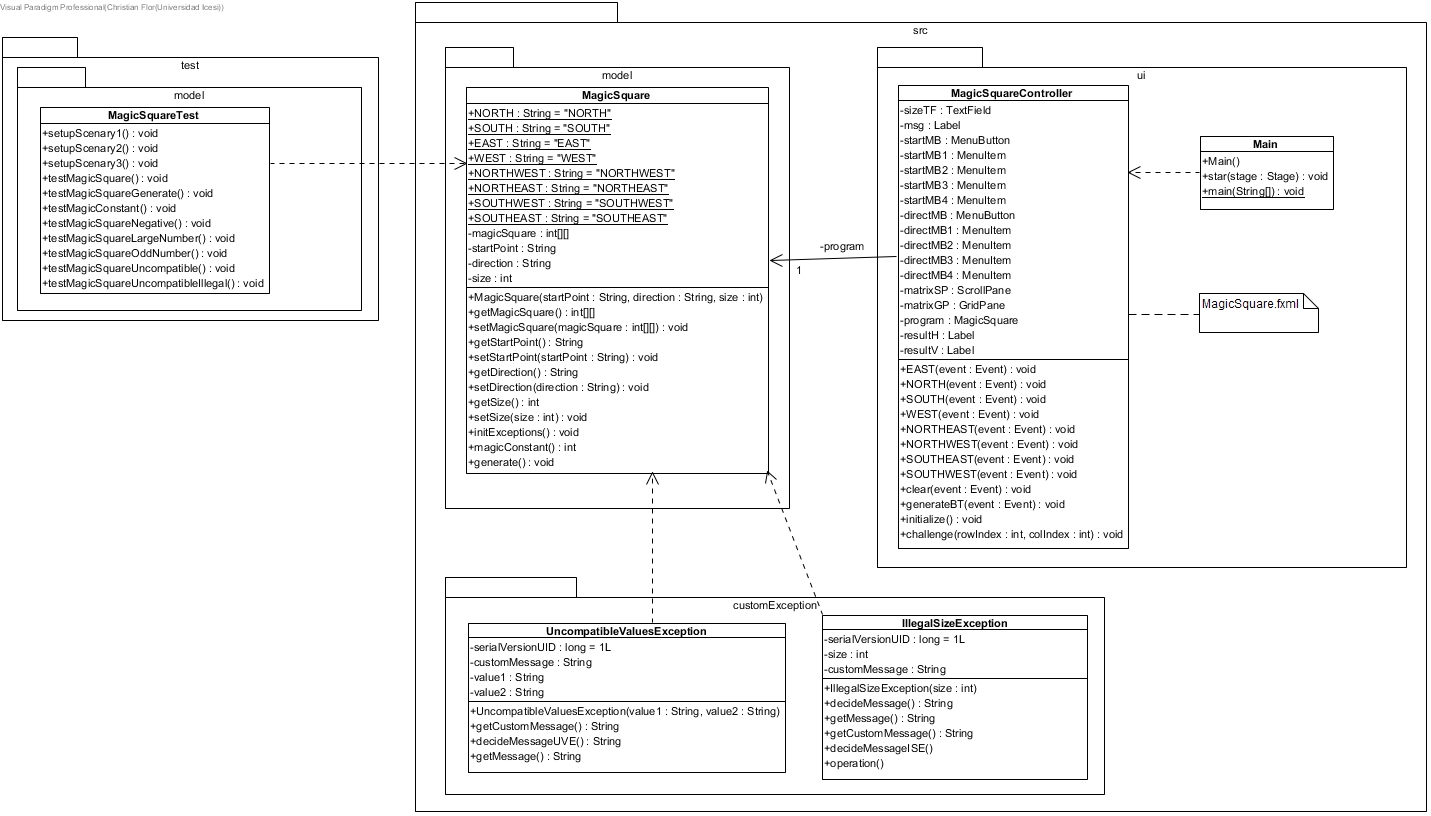 Visual Paradigm Professional(Christian Flor(Universidad Icesi))
test
model
MagicSquareTest
+setupScenary1() : void
+setupScenary2() : void
+setupScenary3() : void
+testMagicSquare() : void
+testMagicSquareGenerate() : void
+testMagicConstant() : void
+testMagicSquareNegative() : void
+testMagicSquareLargeNumber() : void
+testMagicSquareOddNumber() : void
+testMagicSquareUncompatible() : void
+testMagicSquareUncompatibleIllegal() : void
src
model
MagicSquare
+NORTH : String = "NORTH"
+SOUTH : String = "SOUTH"
+EAST : String = "EAST"
+WEST : String = "WEST"
+NORTHWEST : String = "NORTHWEST"
+NORTHEAST : String = "NORTHEAST"
+SOUTHWEST : String = "SOUTHWEST"
+SOUTHEAST : String = "SOUTHEAST"
-magicSquare : int[][]
-startPoint : String
-direction : String
-size : int
+MagicSquare(startPoint : String, direction : String, size : int)
+getMagicSquare() : int[][]
+setMagicSquare(magicSquare : int[][]) : void
+getStartPoint() : String
+setStartPoint(startPoint : String) : void
+getDirection() : String
+setDirection(direction : String) : void
+getSize() : int
+setSize(size : int) : void
+initExceptions() : void
+magicConstant() : int
+generate() : void
-program
1
ui
MagicSquareController
-sizeTF : TextField
-msg : Label
-startMB : MenuButton
-startMB1 : MenuItem
-startMB2 : MenuItem
-startMB3 : MenuItem
-startMB4 : MenuItem
-directMB : MenuButton
-directMB1 : MenuItem
-directMB2 : MenuItem
-directMB3 : MenuItem
-directMB4 : MenuItem
-matrixSP : ScrollPane
-matrixGP : GridPane
-program : MagicSquare
-resultH : Label
-resultV : Label
+EAST(event : Event) : void
+NORTH(event : Event) : void
+SOUTH(event : Event) : void
+WEST(event : Event) : void
+NORTHEAST(event : Event) : void
+NORTHWEST(event : Event) : void
+SOUTHEAST(event : Event) : void
+SOUTHWEST(event : Event) : void
+clear(event : Event) : void
+generateBT(event : Event) : void
+initialize() : void
+challenge(rowIndex : int, colIndex : int) : void
Main
+Main()
+star(stage : Stage) : void
+main(String[]) : void
MagicSquare.fxml
customException
UncompatibleValuesException
-serialVersionUID : long = 1L
-customMessage : String
-value1 : String
-value2 : String
+UncompatibleValuesException(value1 : String, value2 : String)
+getCustomMessage() : String
+decideMessageUVE() : String
+getMessage() : String
IllegalSizeException
-serialVersionUID : long = 1L
-size : int
-customMessage : String
+IllegalSizeException(size : int)
+decideMessage() : String
+getMessage() : String
+getCustomMessage() : String
+decideMessageISE()
+operation()